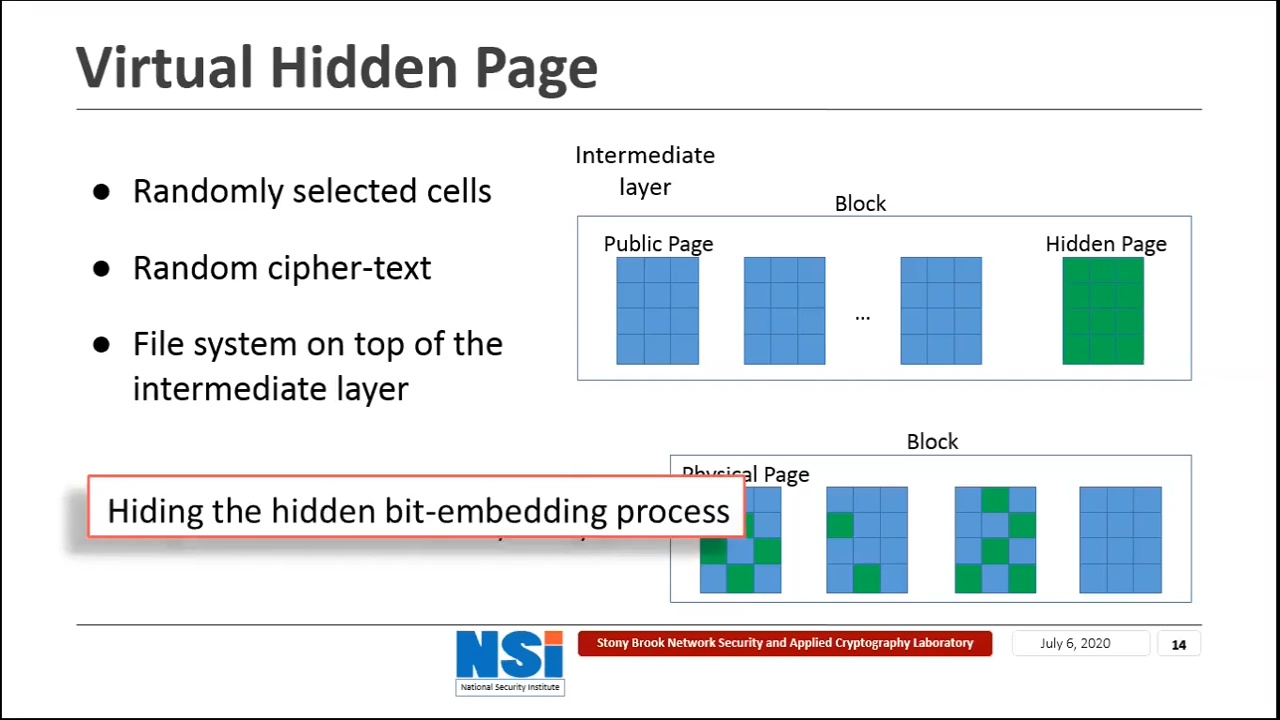 Virtual Hidden Page
● Randomly selected cells
● Random cipher-text
● File system on top of the
intermediate layer
Intermediate
layer
Block
Public Page
Hidden Page
...
Block
Physical Page
Hiding the hidden bit-embedding process
NSi
National Security Institute
Stony Brook Network Security and Applied Cryptography Laboratory
July 6, 2020
14